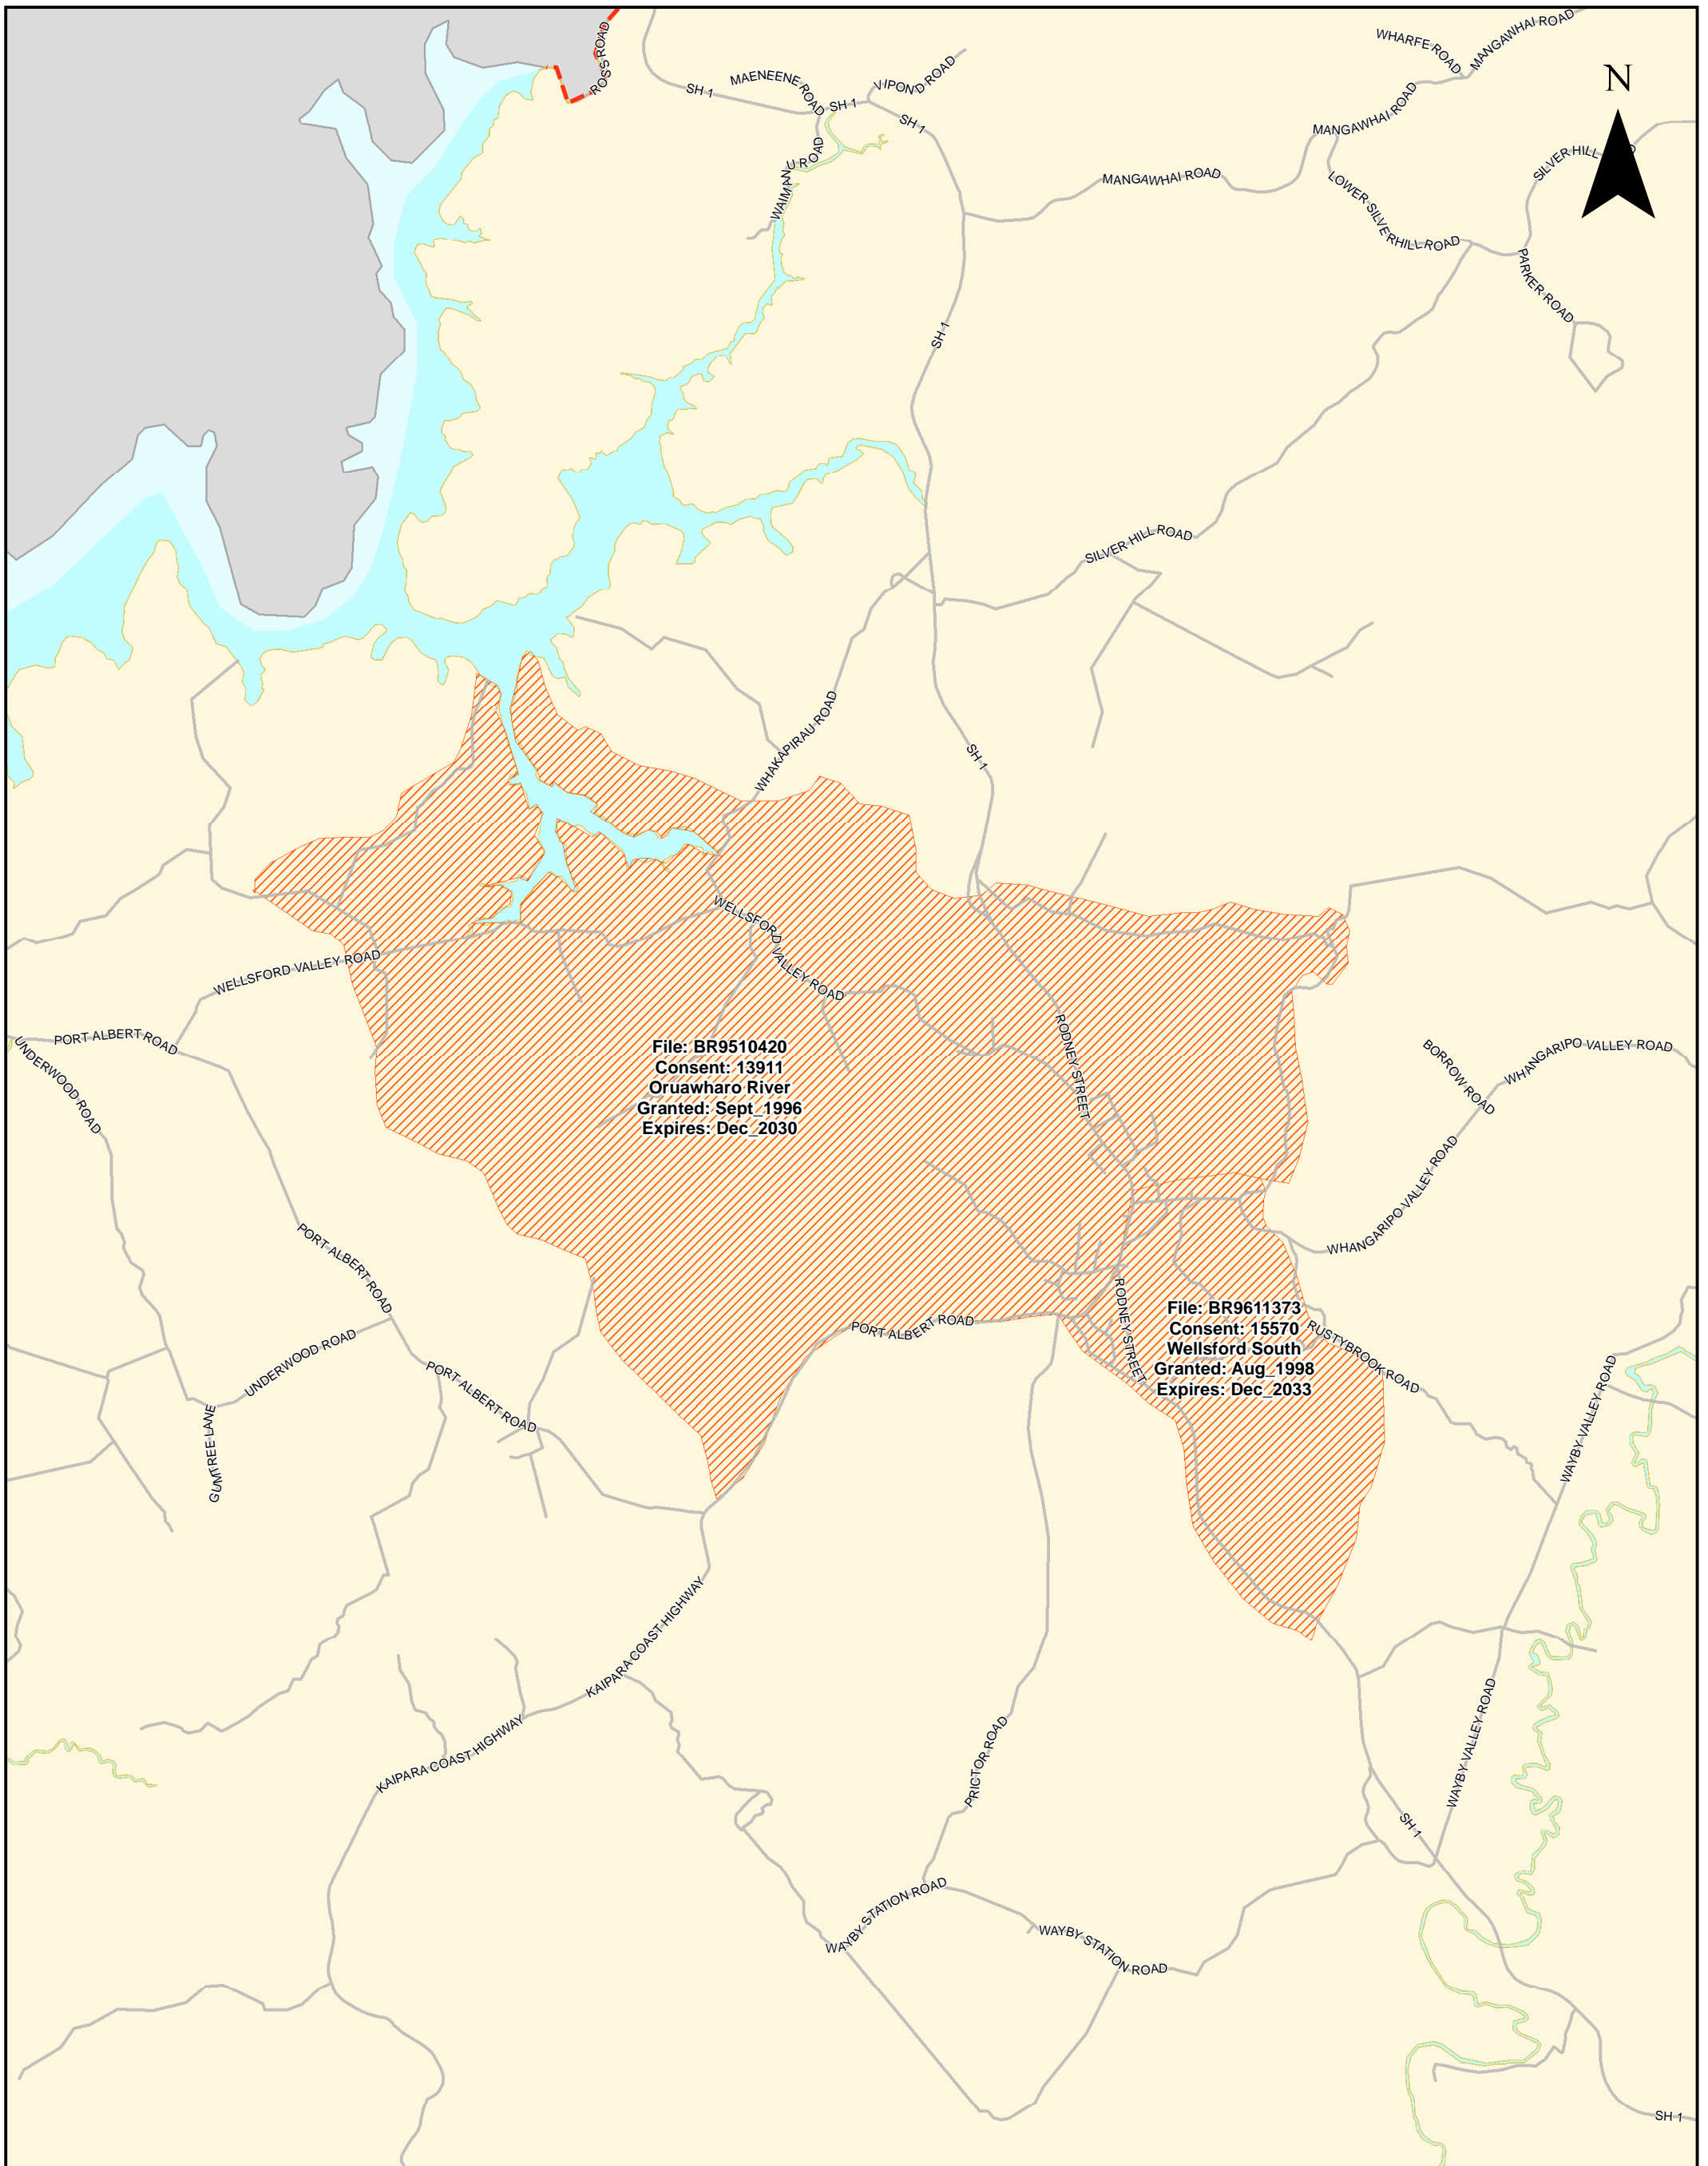 ROSS ROAD
WHARFE ROAD
MANGAWHAI ROAD
N
SH 1
MAENEENE ROAD
SH 1
VIPOND ROAD
SH 1
MANGAWHAI ROAD
WAIMANU ROAD
MANGAWHAI ROAD
SILVER HILL
LOWER SILVERHILL ROAD
PARKER ROAD
SH 1
SILVER HILL ROAD
WHAKAPIRAU ROAD
SH 1
WELLSFORD VALLEY ROAD
WELLSFORD VALLEY ROAD
PORT ALBERT ROAD
UNDERWOOD ROAD
RODNEY STREET
BORROW ROAD
WHANGARIPO VALLEY ROAD
File: BR9510420
Consent: 13911
Oruawharo River
Granted: Sept_1996
Expires: Dec_2030
WHANGARIPO VALLEY ROAD
PORT ALBERT ROAD
PORT ALBERT ROAD
RODNEY STREET
File: BR9611373
Consent: 15570
Wellsford South
Granted: Aug_1998
Expires: Dec_2033
RUSTYBROOK ROAD
UNDERWOOD ROAD
PORT ALBERT ROAD
WAYBY VALLEY ROAD
GUMTREE LANE
KAIPARA COAST HIGHWAY
KAIPARA COAST HIGHWAY
PRICTOR ROAD
WAYBY VALLEY ROAD
SH 1
WAYBY STATION ROAD
WAYBY STATION ROAD
SH 1